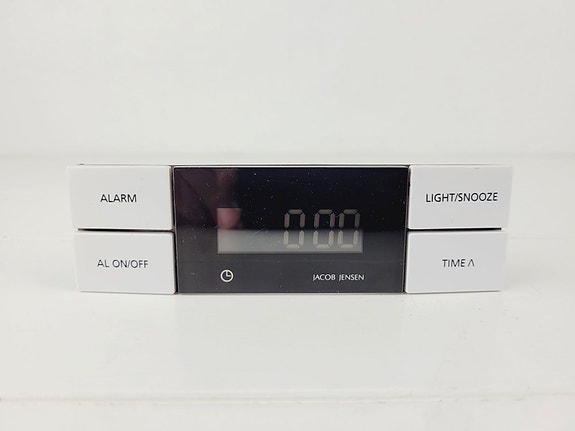 ALARM
LIGHT/SNOOZE
0:00
AL ON/OFF
TIME Λ
JACOB JENSEN